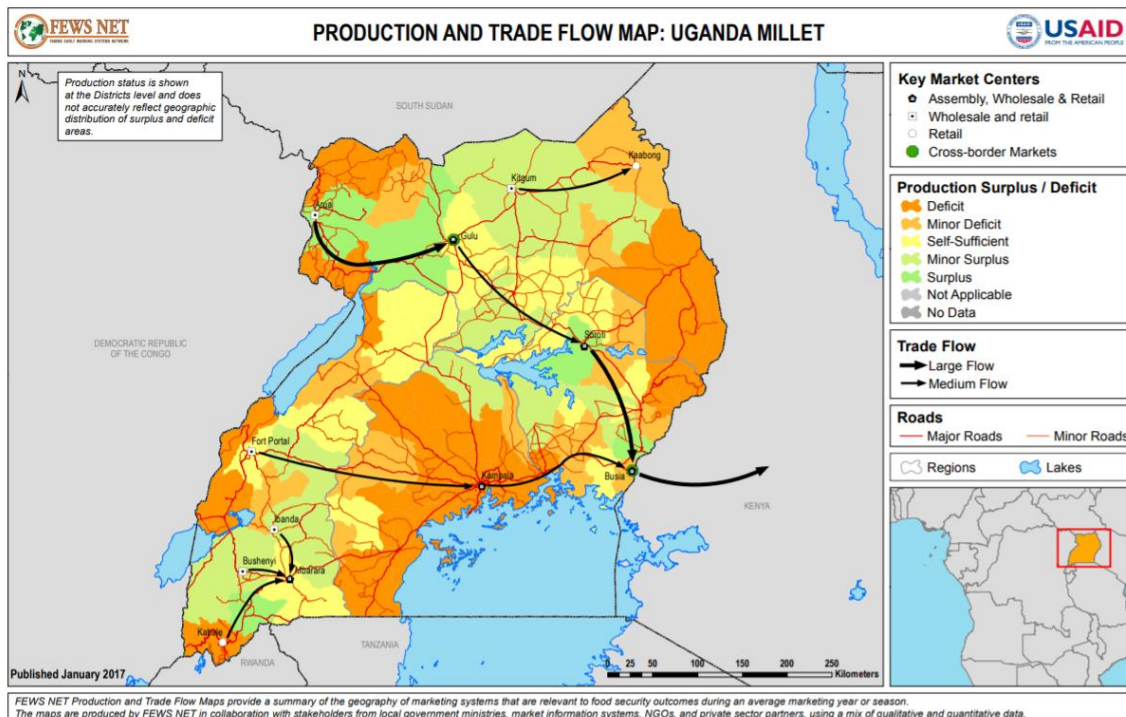 FEWS NET
FAMINE EARLY WARNING SYSTEMS NETWORK
PRODUCTION AND TRADE FLOW MAP: UGANDA MILLET
USAID
FROM THE AMERICAN PEOPLE
N
Production status is shown
at the Districts level and does
not accurately reflect geographic
distribution of surplus and deficit
areas.
SOUTH SUDAN
Kaabong
Kitgum
Arua
Gulu
DEMOCRATIC REPUBLIC
OF THE CONGO
Soroti
Fort Portal
Kampala
Busia
KENYA
Ibanda
Bushenyi
Mbarara
Kabale
TANZANIA
RWANDA
Published January 2017
0 25 50 100 150 200 250
Kilometers
Key Market Centers
Assembly, Wholesale & Retail
Wholesale and retail
Retail
Cross-border Markets
Production Surplus / Deficit
Deficit
Minor Deficit
Self-Sufficient
Minor Surplus
Surplus
Not Applicable
No Data
Trade Flow
Large Flow
Medium Flow
Roads
Major Roads Minor Roads
Regions Lakes
FEWS NET Production and Trade Flow Maps provide a summary of the geography of marketing systems that are relevant to food security outcomes during an average marketing year or season.
The maps are produced by FEWS NET in collaboration with stakeholders from local government ministries, market information systems, NGOs, and private sector partners, using a mix of qualitative and quantitative data.